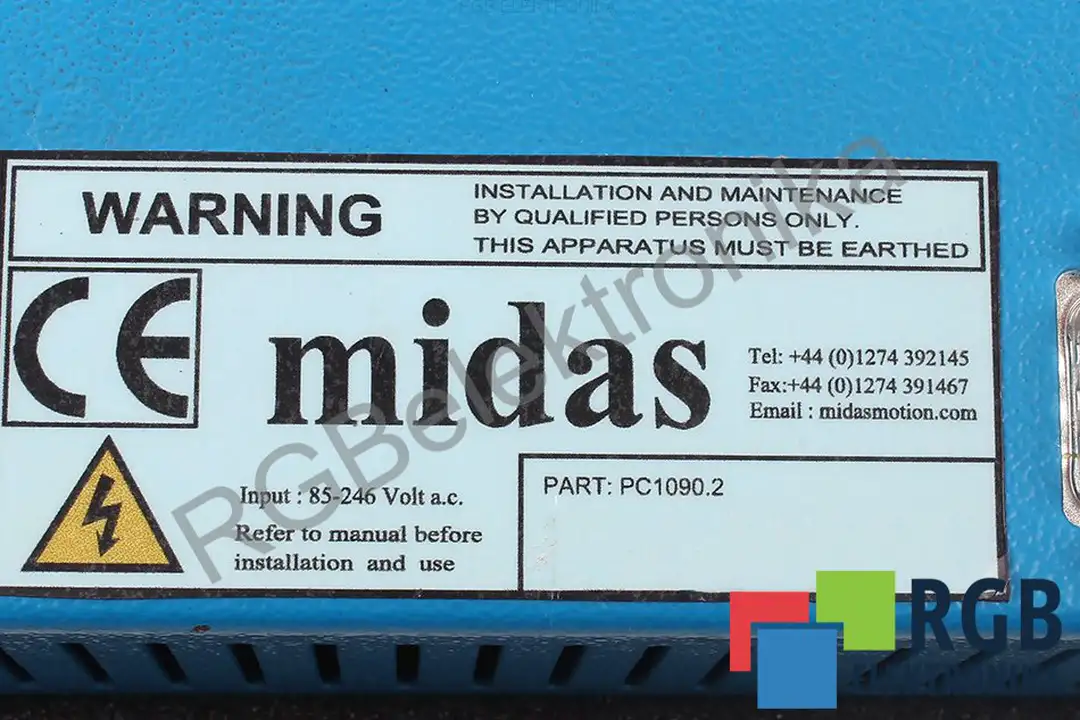 WARNING
INSTALLATION AND MAINTENANCE
BY QUALIFIED PERSONS ONLY.
THIS APPARATUS MUST BE EARTHED
CE
midas
Tel: +44 (0)1274 392145
Fax:+44 (0)1274 391467
Email : midasmotion.com
Input : 85-246 Volt a.c.
Refer to manual before
installation and use
PART: PC1090.2
RGBelektronika
RGB